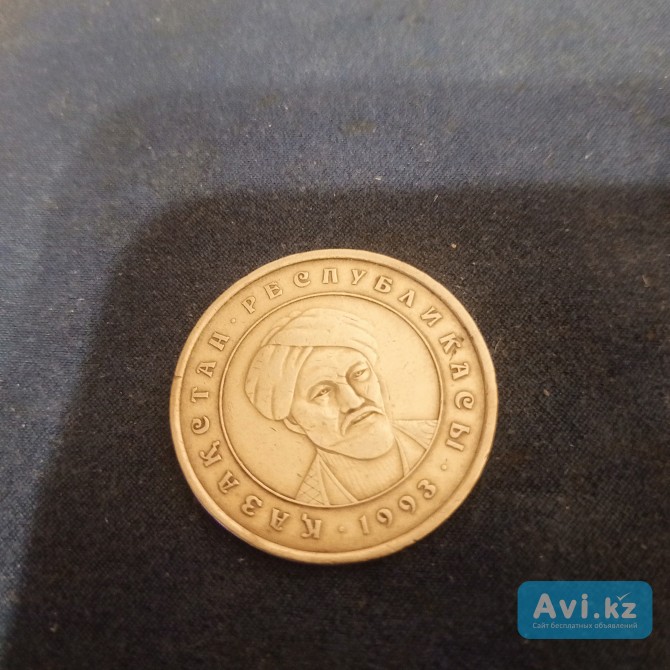 ҚАЗАҚСТАН · РЕСПУБЛИКАСЫ · 1993 ·
Avi.kz
Сайт бесплатных объявлений